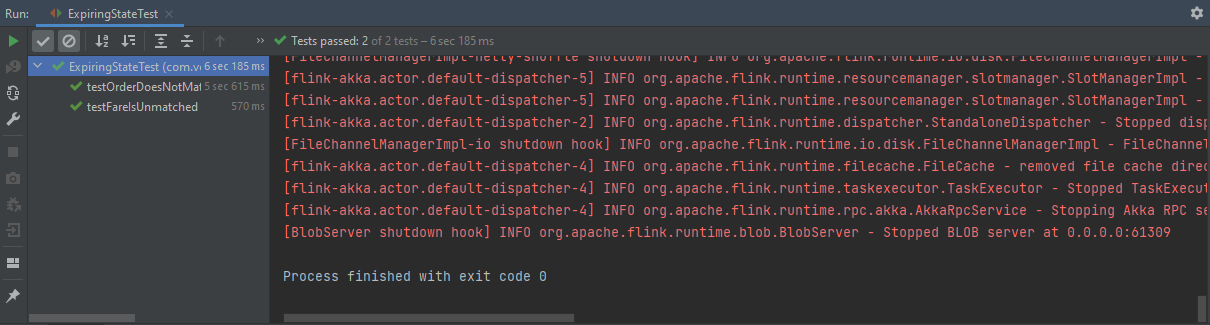 Run: ExpiringStateTest
Tests passed: 2 of 2 tests – 6 sec 185 ms
ExpiringStateTest (com.ve 6 sec 185 ms
testOrderDoesNotMat 5 sec 615 ms
testFareIsUnmatched 570 ms
[FileChannelManagerImpl-netty-shuffle shutdown hook] INFO org.apache.flink.runtime.io.disk.FileChannelManagerImpl -
[flink-akka.actor.default-dispatcher-5] INFO org.apache.flink.runtime.resourcemanager.slotmanager.SlotManagerImpl -
[flink-akka.actor.default-dispatcher-5] INFO org.apache.flink.runtime.resourcemanager.slotmanager.SlotManagerImpl -
[flink-akka.actor.default-dispatcher-2] INFO org.apache.flink.runtime.dispatcher.StandaloneDispatcher - Stopped disp
[FileChannelManagerImpl-io shutdown hook] INFO org.apache.flink.runtime.io.disk.FileChannelManagerImpl - FileChannel
[flink-akka.actor.default-dispatcher-4] INFO org.apache.flink.runtime.filecache.FileCache - removed file cache direc
[flink-akka.actor.default-dispatcher-4] INFO org.apache.flink.runtime.taskexecutor.TaskExecutor - Stopped TaskExecut
[flink-akka.actor.default-dispatcher-4] INFO org.apache.flink.runtime.rpc.akka.AkkaRpcService - Stopping Akka RPC se
[BlobServer shutdown hook] INFO org.apache.flink.runtime.blob.BlobServer - Stopped BLOB server at 0.0.0.0:61309
Process finished with exit code 0